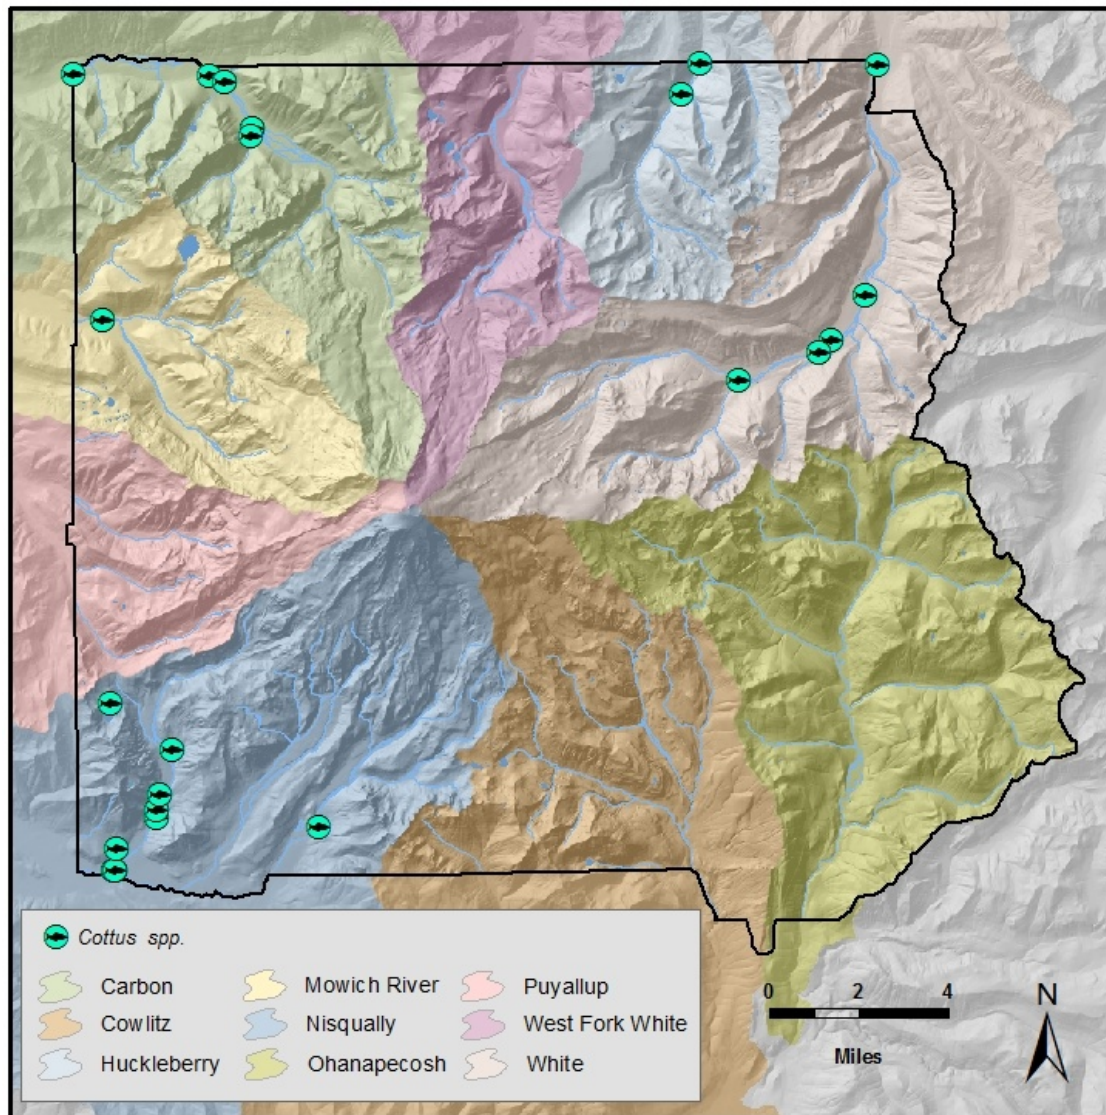 Cottus spp.
Carbon Mowich River Puyallup
Cowlitz Nisqually West Fork White
Huckleberry Ohanapecosh White
0 2 4
Miles
N